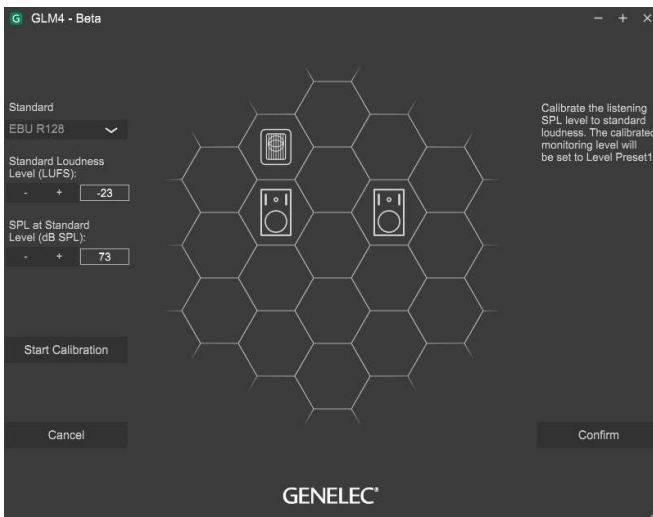 G GLM4 - Beta
Standard
EBU R128
Standard Loudness
Level (LUFS):
- + -23
SPL at Standard
Level (dB SPL):
- + 73
Start Calibration
Cancel
Calibrate the listening
SPL level to standard
loudness. The calibrated
monitoring level will
be set to Level Preset1
Confirm
GENELEC®